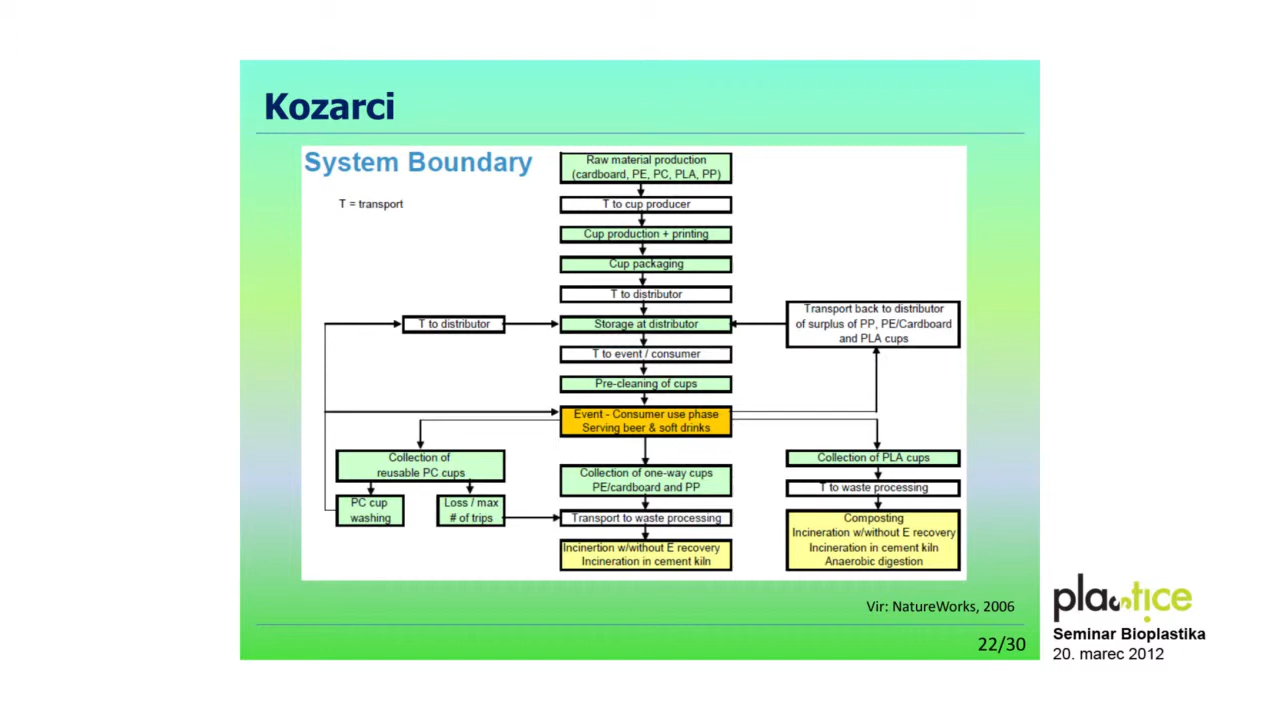 Kozarci
System Boundary
T = transport
Raw material production
(cardboard, PE, PC, PLA, PP)
T to cup producer
Cup production + printing
Cup packaging
T to distributor
T to distributor
Storage at distributor
Transport back to distributor
of surplus of PP, PE/Cardboard
and PLA cups
T to event / consumer
Pre-cleaning of cups
Event - Consumer use phase
Serving beer & soft drinks
Collection of
reusable PC cups
PC cup
washing
Loss / max
# of trips
Collection of one-way cups
PE/cardboard and PP
Transport to waste processing
Incinertion w/without E recovery
Incineration in cement kiln
Collection of PLA cups
T to waste processing
Composting
Incineration w/without E recovery
Incineration in cement kiln
Anaerobic digestion
Vir: NatureWorks, 2006
22/30
plastice
Seminar Bioplastika
20. marec 2012